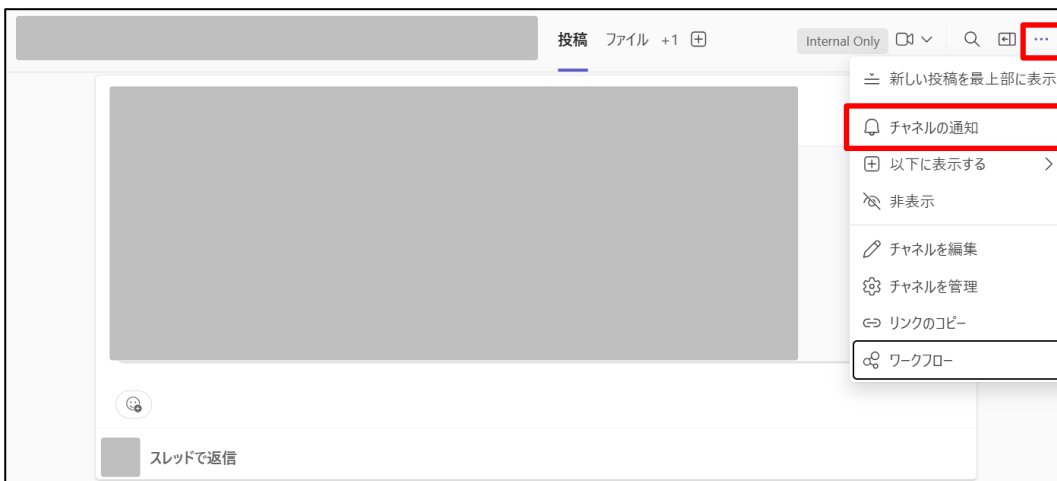 投稿 ファイル +1 Internal Only
新しい投稿を最上部に表示
チャネルの通知
以下に表示する
非表示
チャネルを編集
チャネルを管理
リンクのコピー
ワークフロー
スレッドで返信